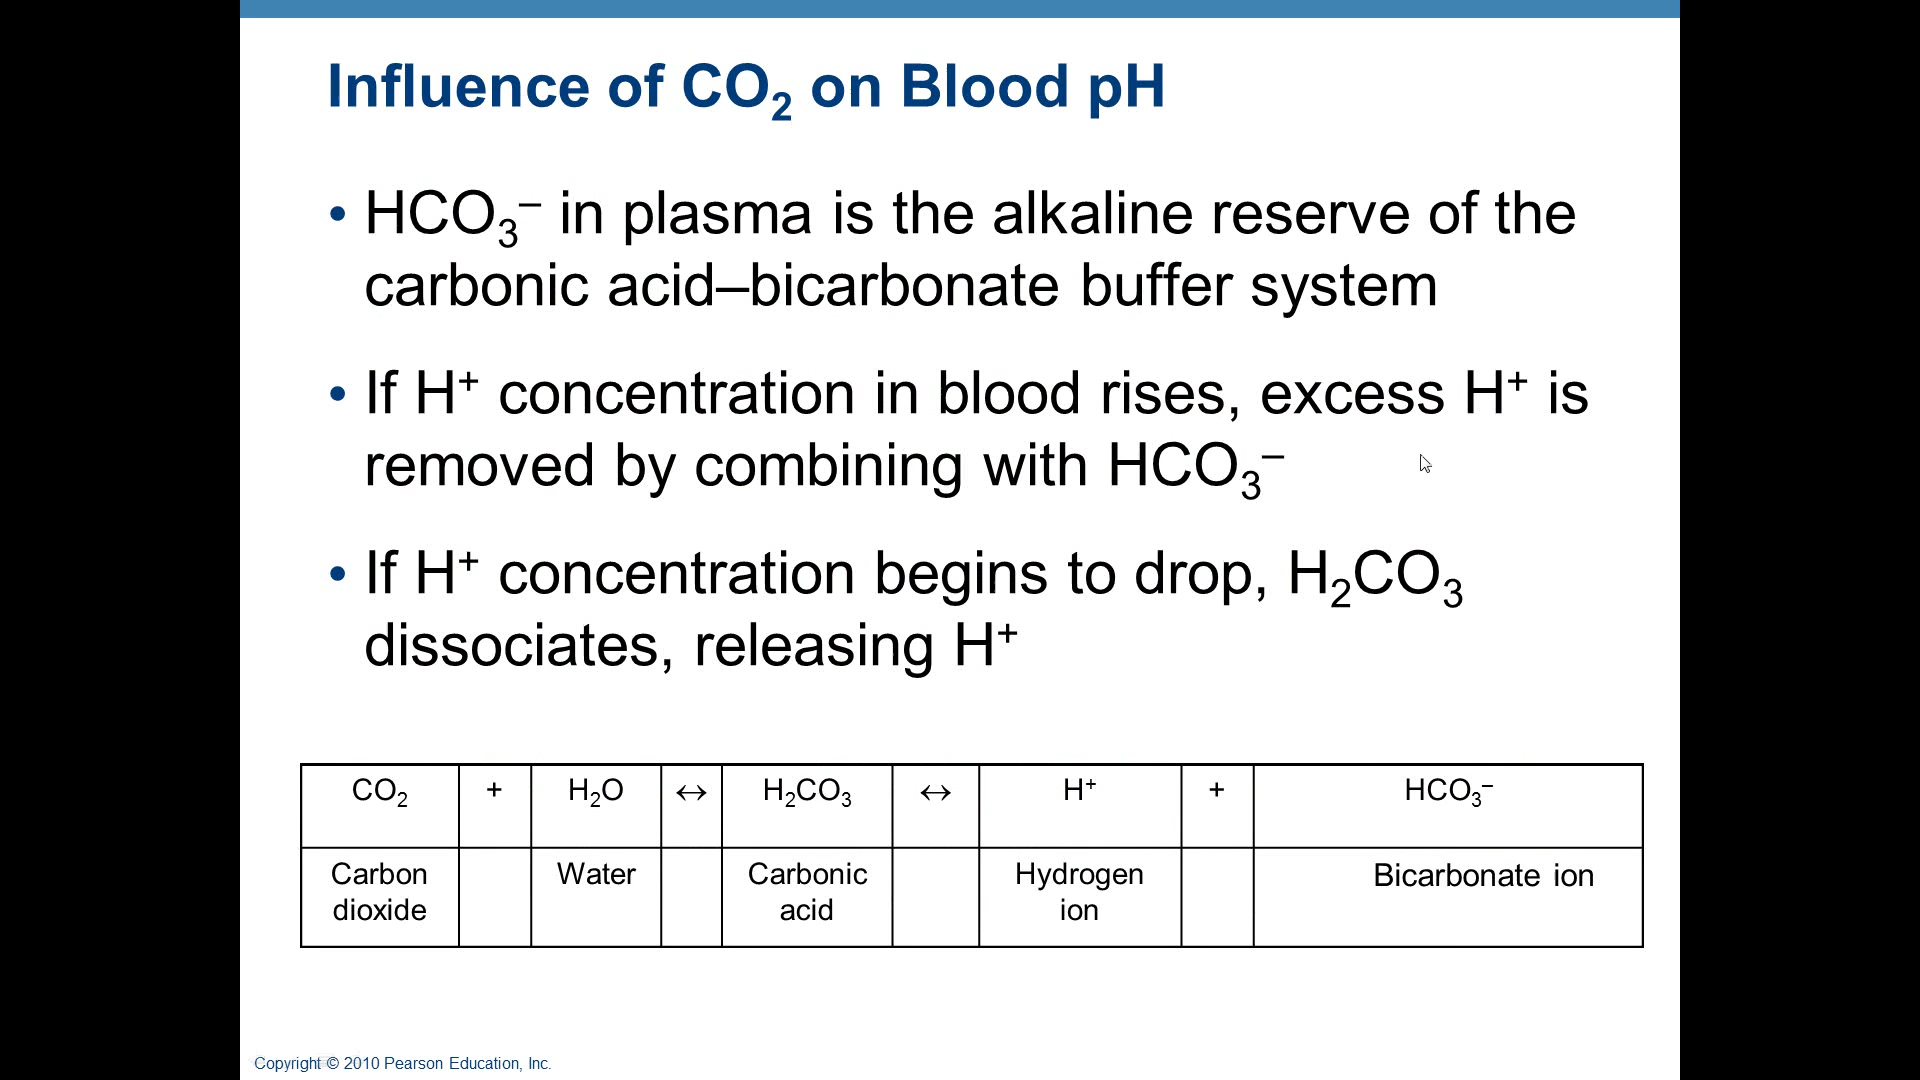 Influence of CO₂ on Blood pH
• HCO₃⁻ in plasma is the alkaline reserve of the
carbonic acid–bicarbonate buffer system
• If H⁺ concentration in blood rises, excess H⁺ is
removed by combining with HCO₃⁻
• If H⁺ concentration begins to drop, H₂CO₃
dissociates, releasing H⁺
CO₂ + H₂O ↔ H₂CO₃ ↔ H⁺ + HCO₃⁻
Carbon dioxide Water Carbonic acid Hydrogen ion Bicarbonate ion
Copyright © 2010 Pearson Education, Inc.